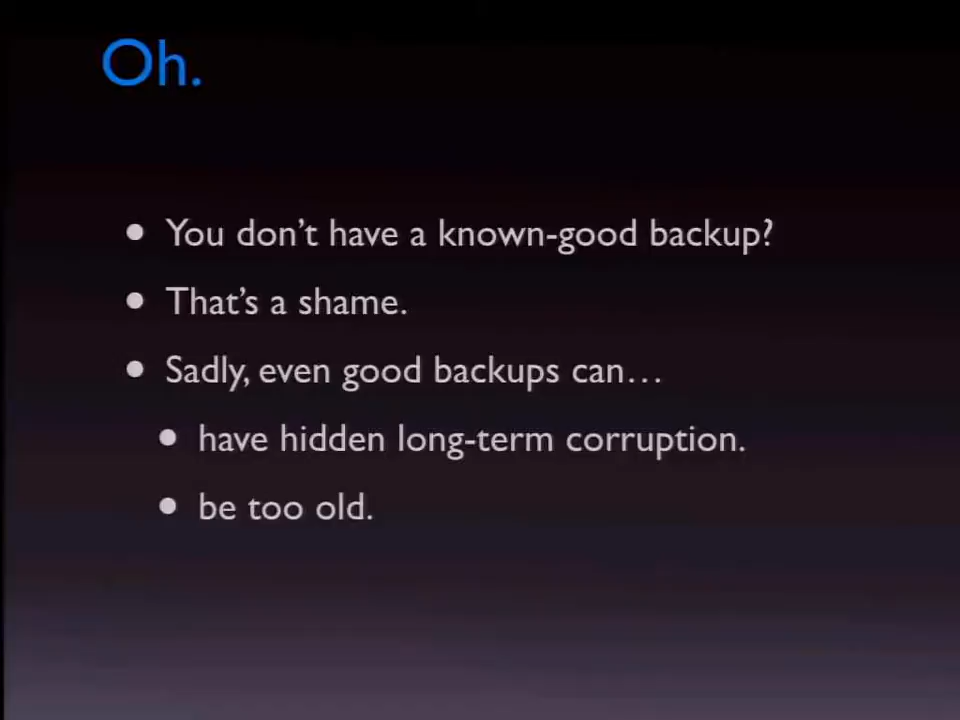 Oh.
• You don’t have a known-good backup?
• That’s a shame.
• Sadly, even good backups can…
• have hidden long-term corruption.
• be too old.